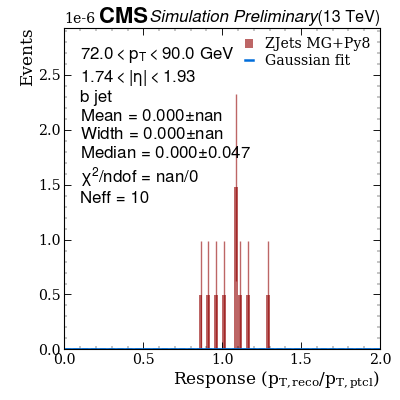 1e-6 CMS Simulation Preliminary (13 TeV)
Events
72.0 < p_T < 90.0 GeV
1.74 < |η| < 1.93
b jet
Mean = 0.000±nan
Width = 0.000±nan
Median = 0.000±0.047
χ²/ndof = nan/0
Neff = 10
ZJets MG+Py8
Gaussian fit
2.5
2.0
1.5
1.0
0.5
0.0
0.0 0.5 1.0 1.5 2.0
Response (p_T,reco/p_T,ptcl)